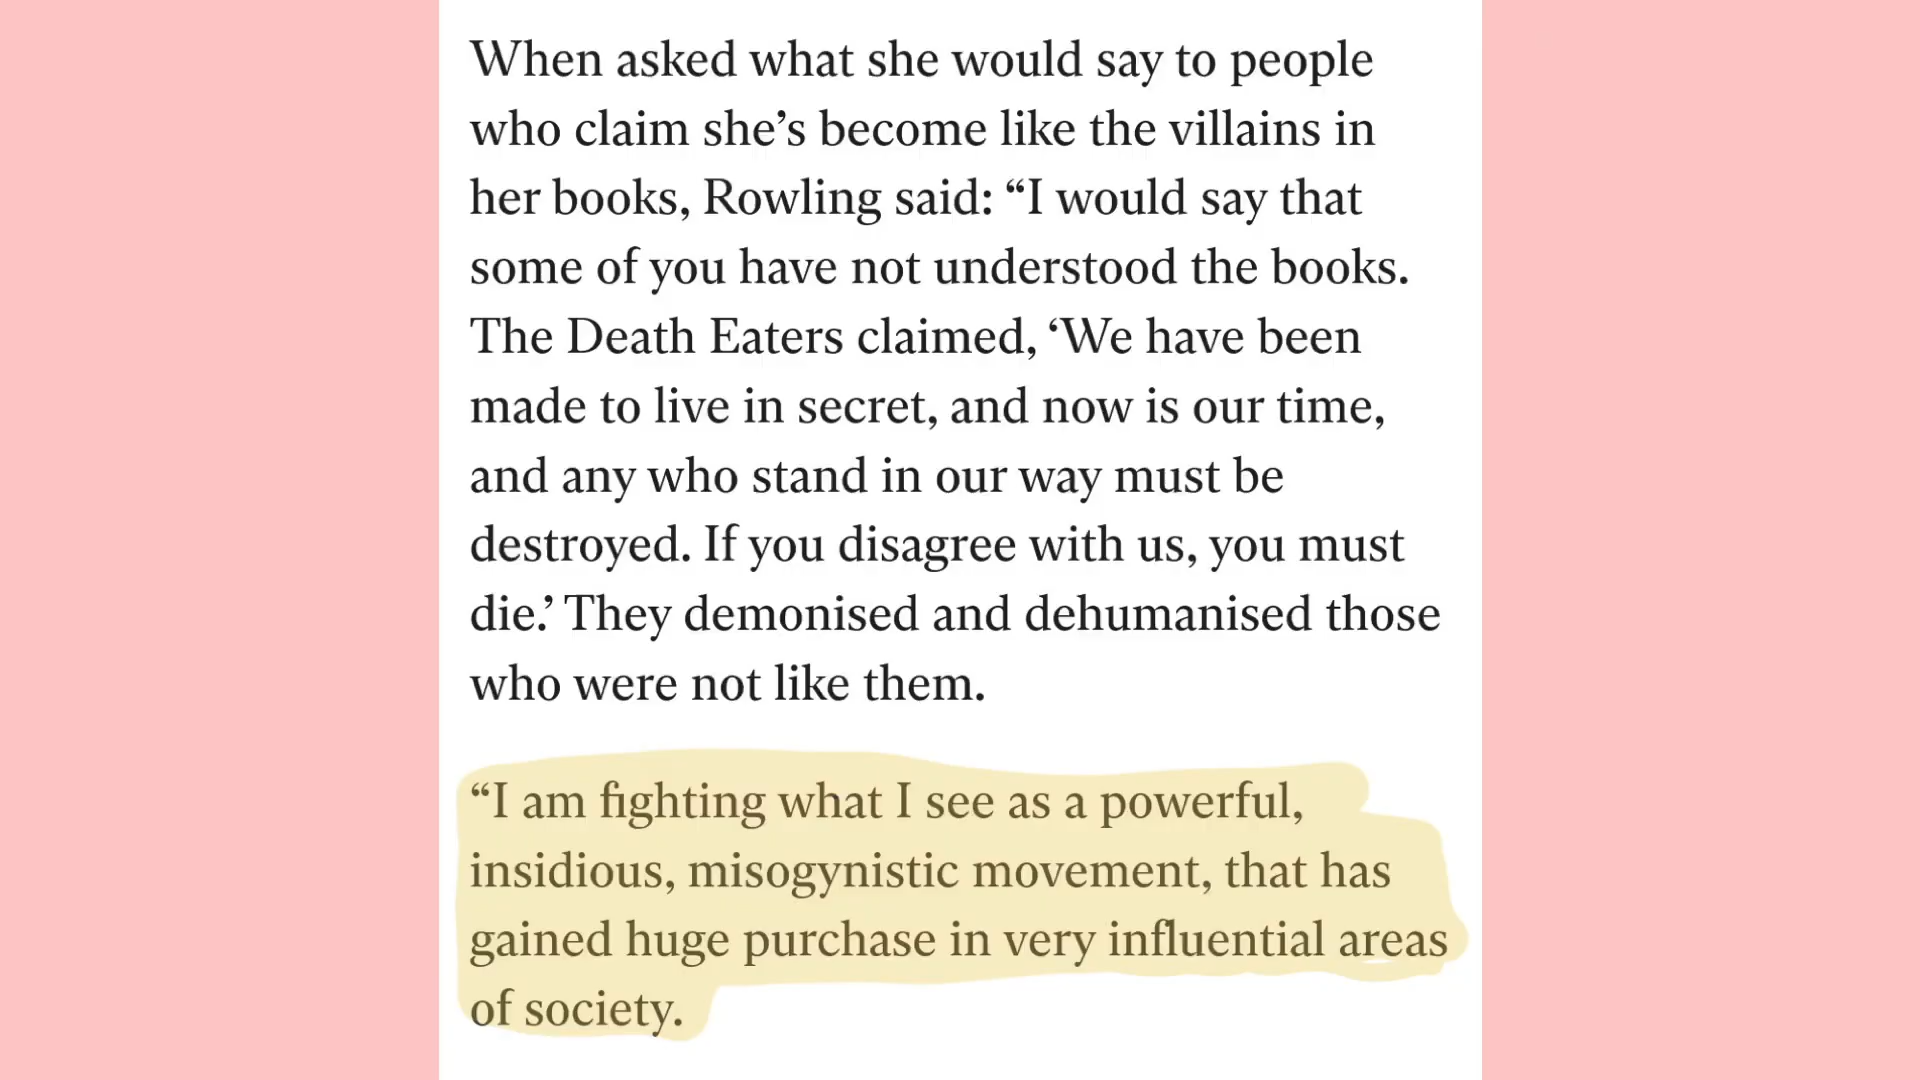 When asked what she would say to people
who claim she’s become like the villains in
her books, Rowling said: “I would say that
some of you have not understood the books.
The Death Eaters claimed, ‘We have been
made to live in secret, and now is our time,
and any who stand in our way must be
destroyed. If you disagree with us, you must
die.’ They demonised and dehumanised those
who were not like them.
“I am fighting what I see as a powerful,
insidious, misogynistic movement, that has
gained huge purchase in very influential areas
of society.